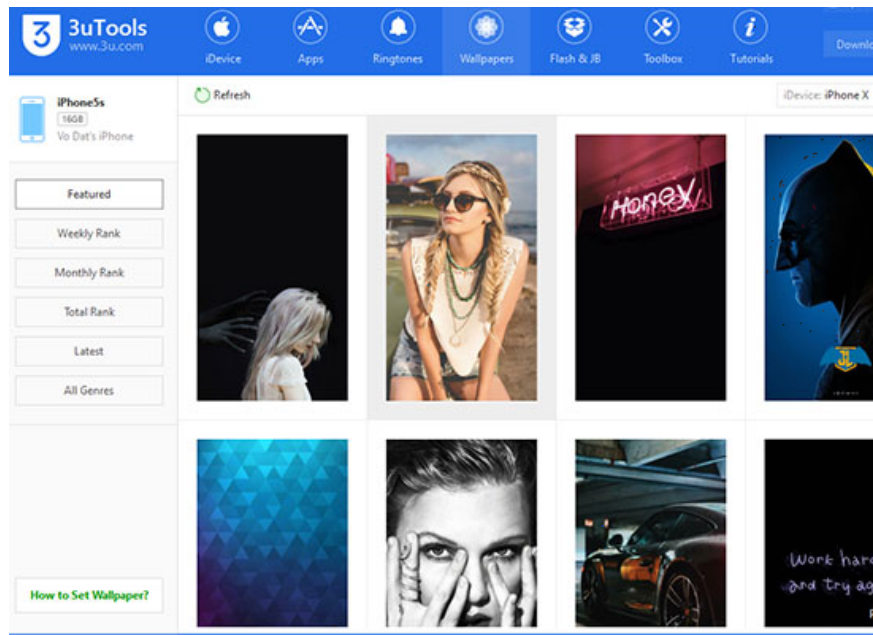 3uTools
www.3u.com
iDevice
Apps
Ringtones
Wallpapers
Flash & JB
Toolbox
Tutorials
Downlo
iPhone5s
16GB
Vo Dat's iPhone
Refresh
iDevice: iPhone X
Featured
Weekly Rank
Monthly Rank
Total Rank
Latest
All Genres
How to Set Wallpaper?
Honey
JL
Work hard
and try ag